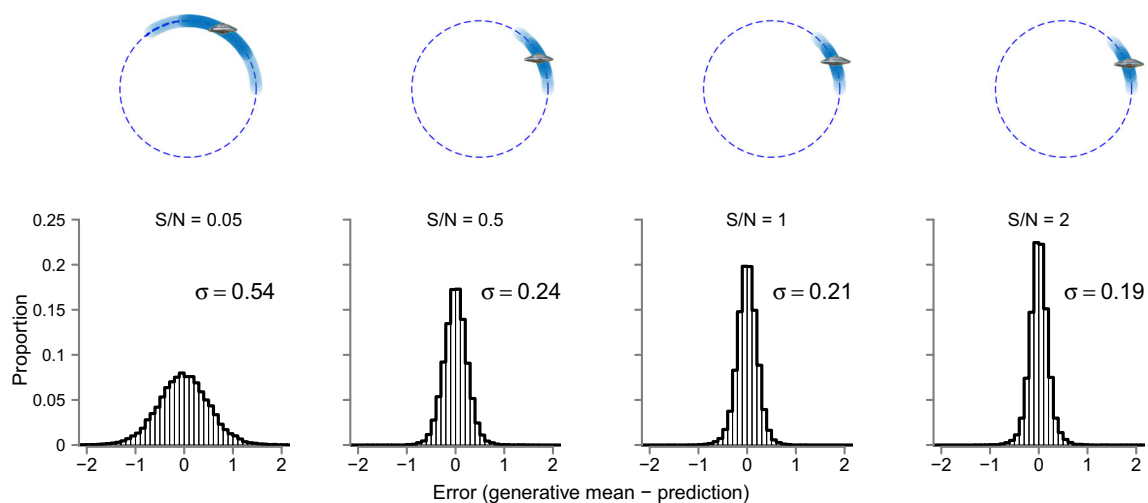 S/N = 0.05
S/N = 0.5
S/N = 1
S/N = 2
σ = 0.54
σ = 0.24
σ = 0.21
σ = 0.19
Proportion
0.25
0.2
0.15
0.1
0.05
0
−2 −1 0 1 2
−2 −1 0 1 2
−2 −1 0 1 2
−2 −1 0 1 2
Error (generative mean − prediction)